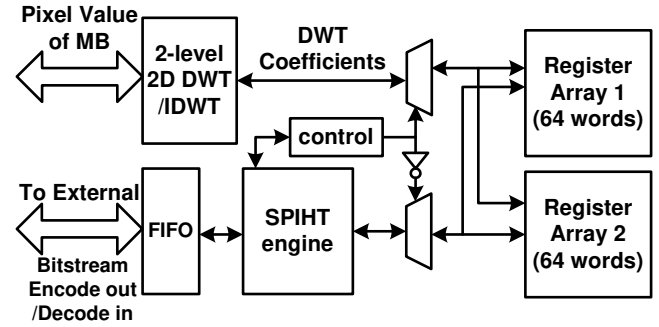 Pixel Value
of MB
2-level
2D DWT
/IDWT
DWT
Coefficients
Register
Array 1
(64 words)
control
To External
FIFO
SPIHT
engine
Register
Array 2
(64 words)
Bitstream
Encode out
/Decode in